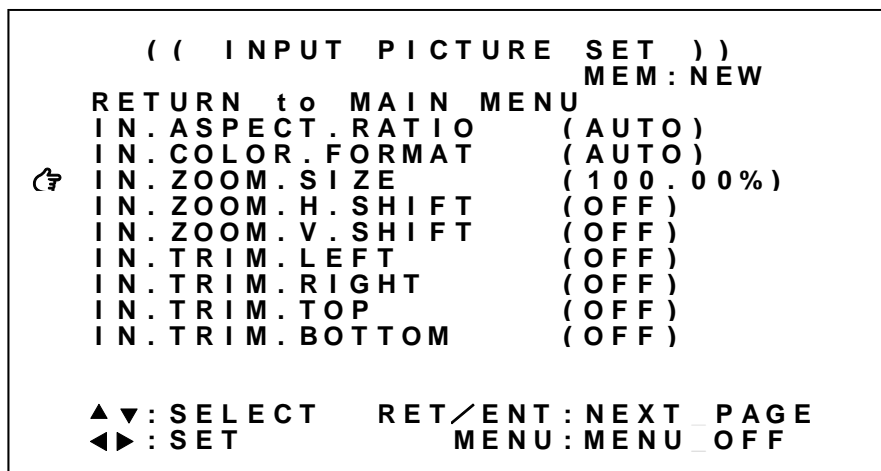 (( INPUT PICTURE SET ))
MEM:NEW
RETURN to MAIN MENU
IN.ASPECT.RATIO (AUTO)
IN.COLOR.FORMAT (AUTO)
IN.ZOOM.SIZE (100.00%)
IN.ZOOM.H.SHIFT (OFF)
IN.ZOOM.V.SHIFT (OFF)
IN.TRIM.LEFT (OFF)
IN.TRIM.RIGHT (OFF)
IN.TRIM.TOP (OFF)
IN.TRIM.BOTTOM (OFF)
▲▼:SELECT RET/ENT:NEXT_PAGE
◀▶:SET MENU:MENU_OFF